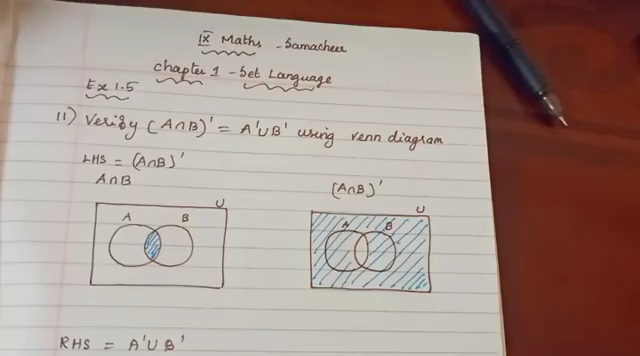 IX Maths - Samacheer
Chapter 1 - Set Language
Ex 1.5
11) Verify (A∩B)' = A'∪B' using venn diagram
LHS = (A∩B)'
A∩B
(A∩B)'
U
A B
U
A B
RHS = A'∪B'